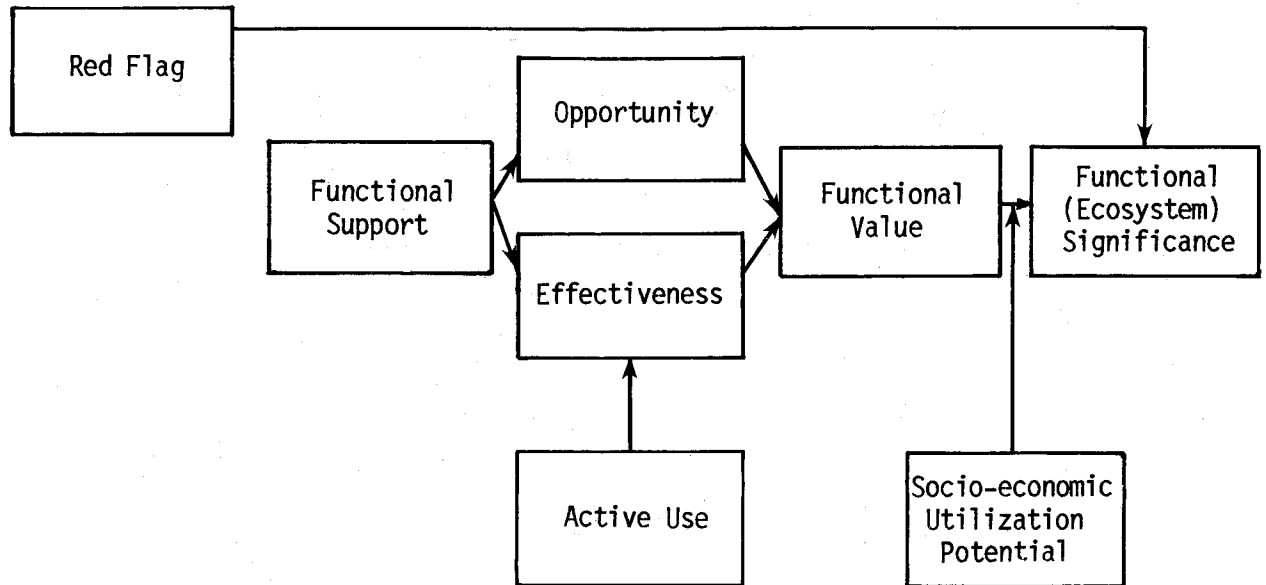 Red Flag
Opportunity
Functional
Support
Effectiveness
Functional
Value
Functional
(Ecosystem)
Significance
Active Use
Socio-economic
Utilization
Potential